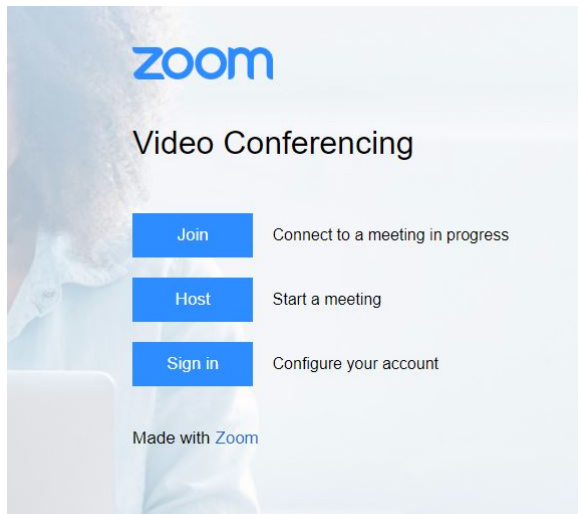 zoom
Video Conferencing
Join Connect to a meeting in progress
Host Start a meeting
Sign in Configure your account
Made with Zoom